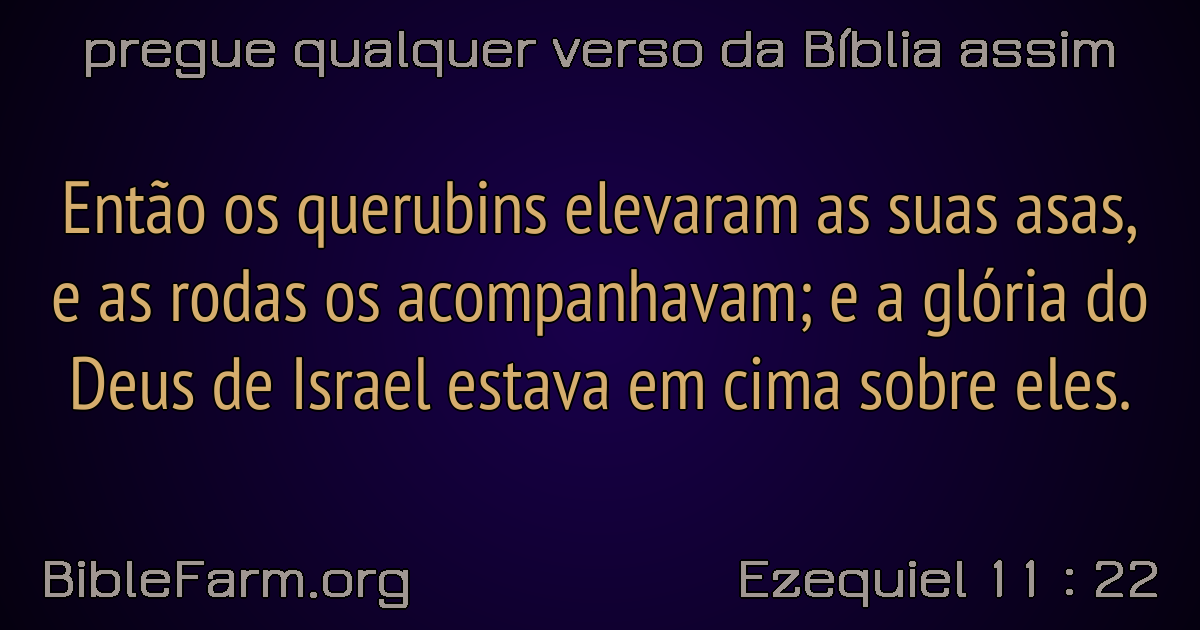 pregue qualquer verso da Bíblia assim
Então os querubins elevaram as suas asas,
e as rodas os acompanhavam; e a glória do
Deus de Israel estava em cima sobre eles.
BibleFarm.org
Ezequiel 11 : 22